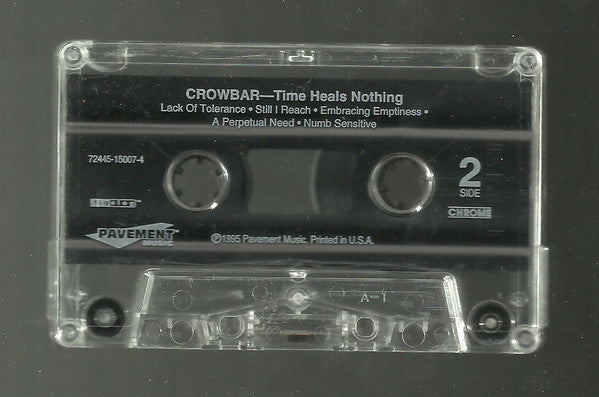 CROWBAR—Time Heals Nothing
Lack Of Tolerance • Still I Reach • Embracing Emptiness •
A Perpetual Need • Numb Sensitive
72445-15007-4
2
SIDE
CHROME
PAVEMENT
MUSIC
℗1995 Pavement Music. Printed in U.S.A.
A-1